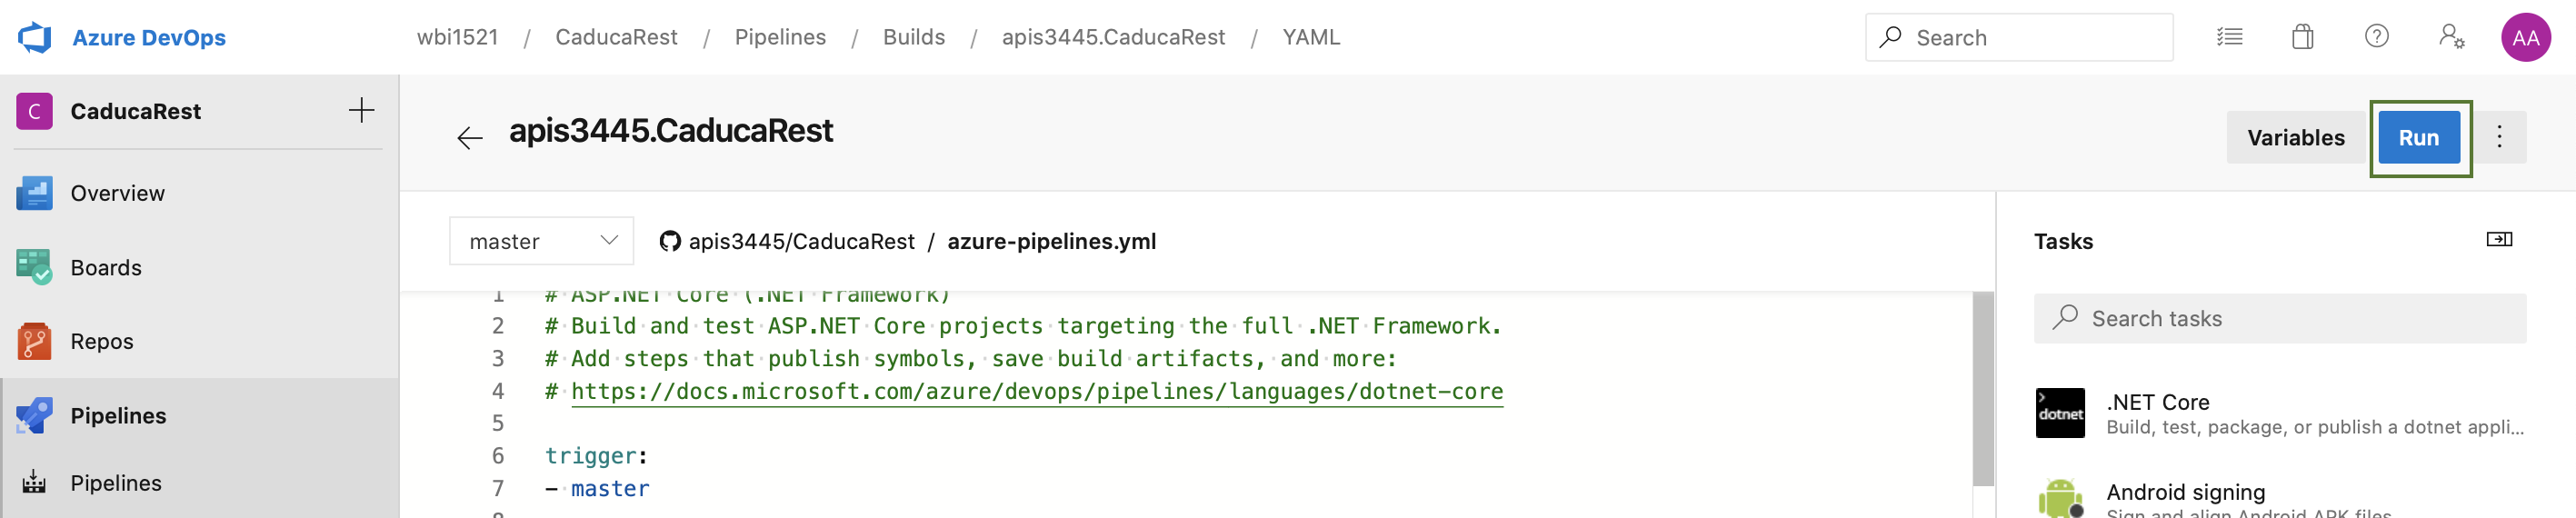 Azure DevOps
wbi1521 / CaducaRest / Pipelines / Builds / apis3445.CaducaRest / YAML
Search
AA
C CaducaRest
Overview
Boards
Repos
Pipelines
Pipelines
apis3445.CaducaRest
Variables
Run
master
apis3445/CaducaRest / azure-pipelines.yml
1 # ASP.NET Core (.NET Framework)
2 # Build and test ASP.NET Core projects targeting the full .NET Framework.
3 # Add steps that publish symbols, save build artifacts, and more:
4 # https://docs.microsoft.com/azure/devops/pipelines/languages/dotnet-core
5
6 trigger:
7 - master
8
Tasks
Search tasks
dotnet
.NET Core
Build, test, package, or publish a dotnet appli...
Android signing
Sign and align Android APK files